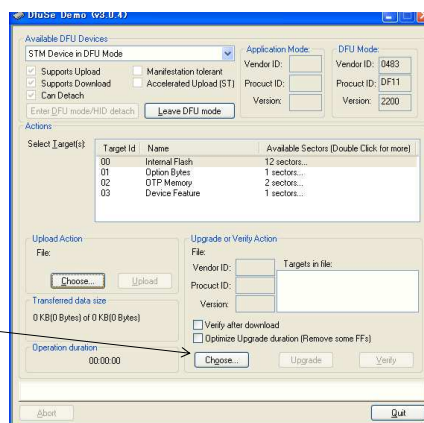 DfuSe Demo (v3.0.4)
Available DFU Devices
STM Device in DFU Mode
Supports Upload
Manifestation tolerant
Supports Download
Accelerated Upload (ST)
Can Detach
Enter DFU mode/HID detach
Leave DFU mode
Application Mode:
Vendor ID:
Procuct ID:
Version:
DFU Mode:
Vendor ID: 0483
Procuct ID: DF11
Version: 2200
Actions
Select Target(s):
Target Id Name Available Sectors (Double Click for more)
00 Internal Flash 12 sectors...
01 Option Bytes 1 sectors...
02 OTP Memory 2 sectors...
03 Device Feature 1 sectors...
Upload Action
File:
Choose...
Upload
Transferred data size
0 KB(0 Bytes) of 0 KB(0 Bytes)
Operation duration
00:00:00
Upgrade or Verify Action
File:
Vendor ID:
Procuct ID:
Version:
Targets in file:
Verify after download
Optimize Upgrade duration (Remove some FFs)
Choose...
Upgrade
Verify
Abort
Quit